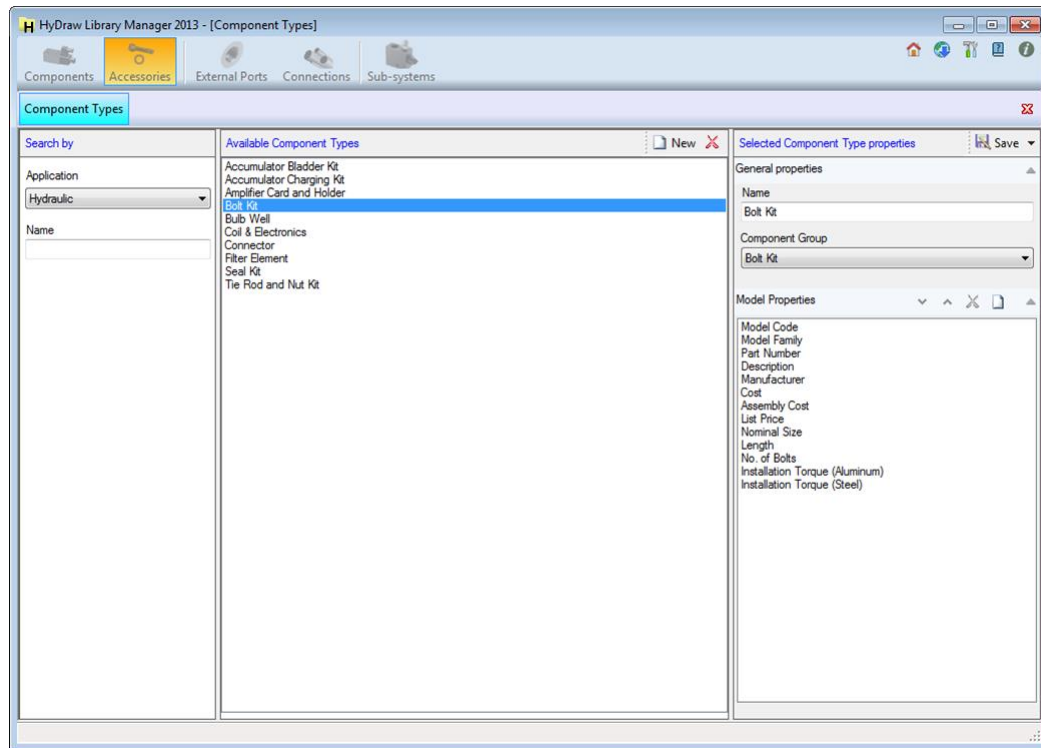 HyDraw Library Manager 2013 - [Component Types]
Components
Accessories
External Ports
Connections
Sub-systems
Component Types
Search by
Application
Hydraulic
Name
Available Component Types
New
Accumulator Bladder Kit
Accumulator Charging Kit
Amplifier Card and Holder
Bolt Kit
Bulb Well
Coil & Electronics
Connector
Filter Element
Seal Kit
Tie Rod and Nut Kit
Selected Component Type properties
Save
General properties
Name
Bolt Kit
Component Group
Bolt Kit
Model Properties
Model Code
Model Family
Part Number
Description
Manufacturer
Cost
Assembly Cost
List Price
Nominal Size
Length
No. of Bolts
Installation Torque (Aluminum)
Installation Torque (Steel)